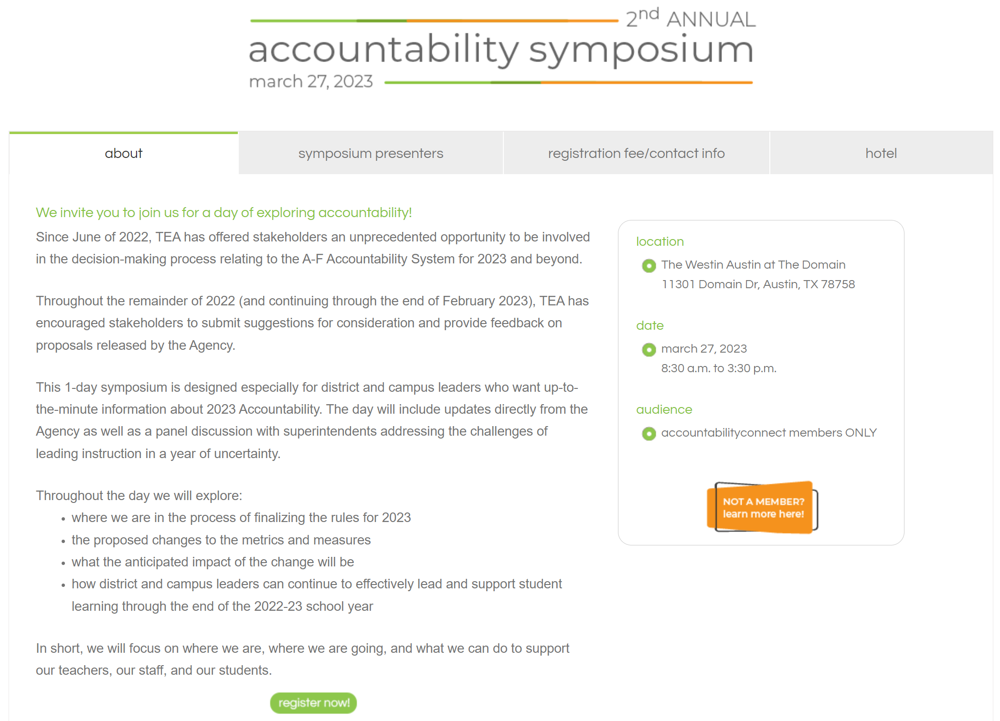 2nd ANNUAL
accountability symposium
march 27, 2023
about
symposium presenters
registration fee/contact info
hotel
We invite you to join us for a day of exploring accountability!
Since June of 2022, TEA has offered stakeholders an unprecedented opportunity to be involved
in the decision-making process relating to the A-F Accountability System for 2023 and beyond.
Throughout the remainder of 2022 (and continuing through the end of February 2023), TEA has
encouraged stakeholders to submit suggestions for consideration and provide feedback on
proposals released by the Agency.
This 1-day symposium is designed especially for district and campus leaders who want up-to-
the-minute information about 2023 Accountability. The day will include updates directly from the
Agency as well as a panel discussion with superintendents addressing the challenges of
leading instruction in a year of uncertainty.
Throughout the day we will explore:
• where we are in the process of finalizing the rules for 2023
• the proposed changes to the metrics and measures
• what the anticipated impact of the change will be
• how district and campus leaders can continue to effectively lead and support student
learning through the end of the 2022-23 school year
In short, we will focus on where we are, where we are going, and what we can do to support
our teachers, our staff, and our students.
register now!
location
The Westin Austin at The Domain
11301 Domain Dr, Austin, TX 78758
date
march 27, 2023
8:30 a.m. to 3:30 p.m.
audience
accountabilityconnect members ONLY
NOT A MEMBER?
learn more here!